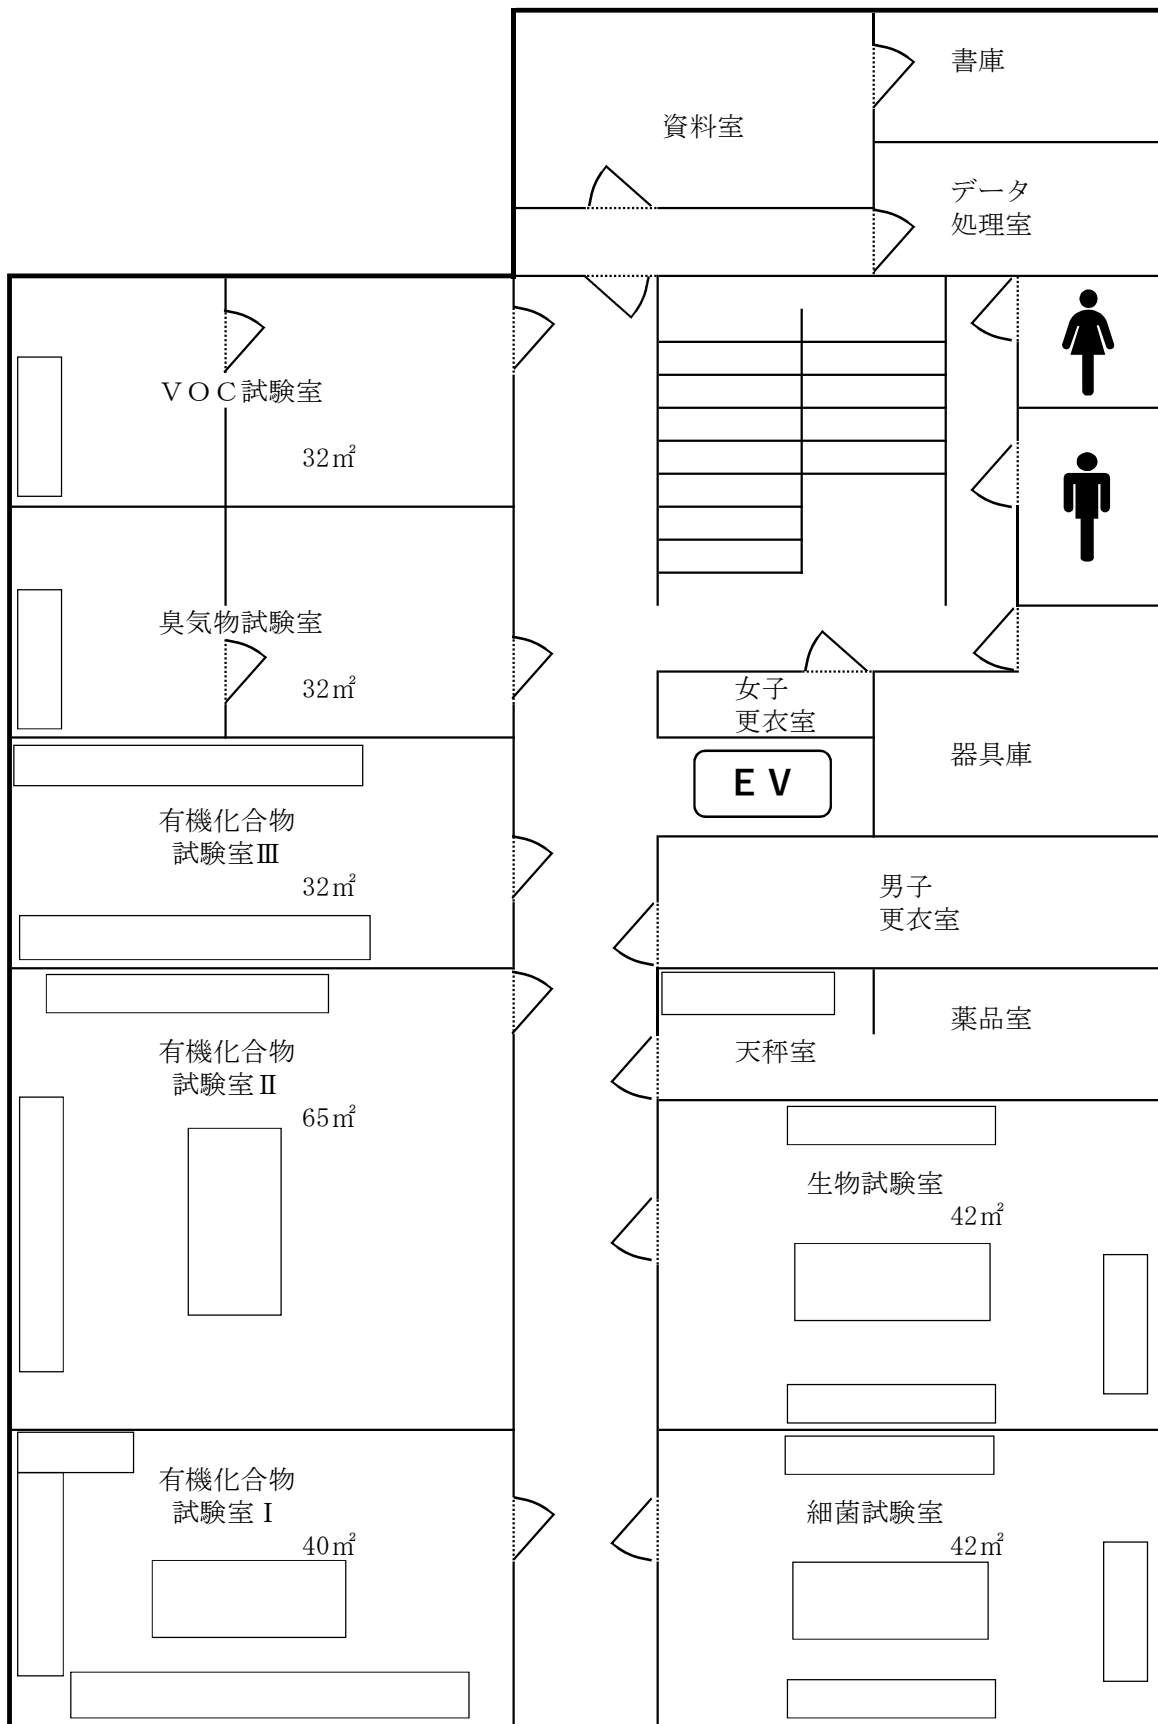 書庫
資料室
データ
処理室
ＶＯＣ試験室
32㎡
臭気物試験室
32㎡
女子
更衣室
器具庫
ＥＶ
有機化合物
試験室Ⅲ
32㎡
男子
更衣室
有機化合物
試験室Ⅱ
65㎡
薬品室
天秤室
生物試験室
42㎡
有機化合物
試験室Ⅰ
40㎡
細菌試験室
42㎡